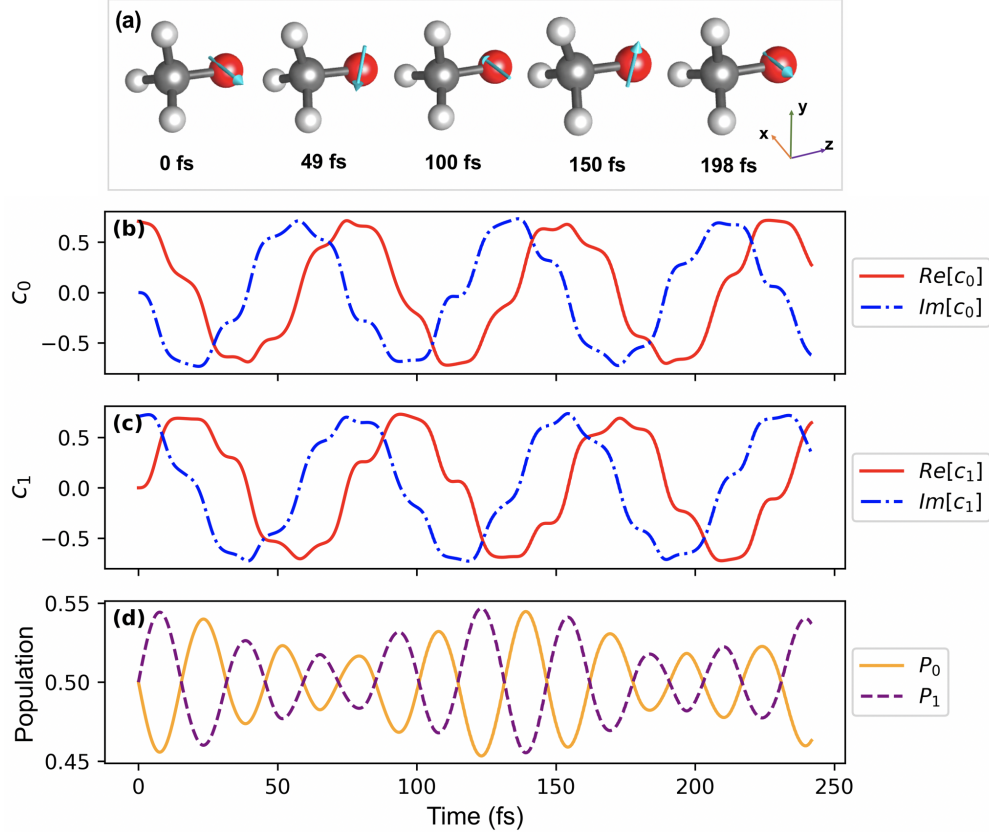 (a)
0 fs
49 fs
100 fs
150 fs
198 fs
y
x
z
(b)
0.5
0.0
−0.5
c0
Re[c0]
Im[c0]
(c)
0.5
0.0
−0.5
c1
Re[c1]
Im[c1]
(d)
0.55
0.50
0.45
Population
P0
P1
0
50
100
150
200
250
Time (fs)